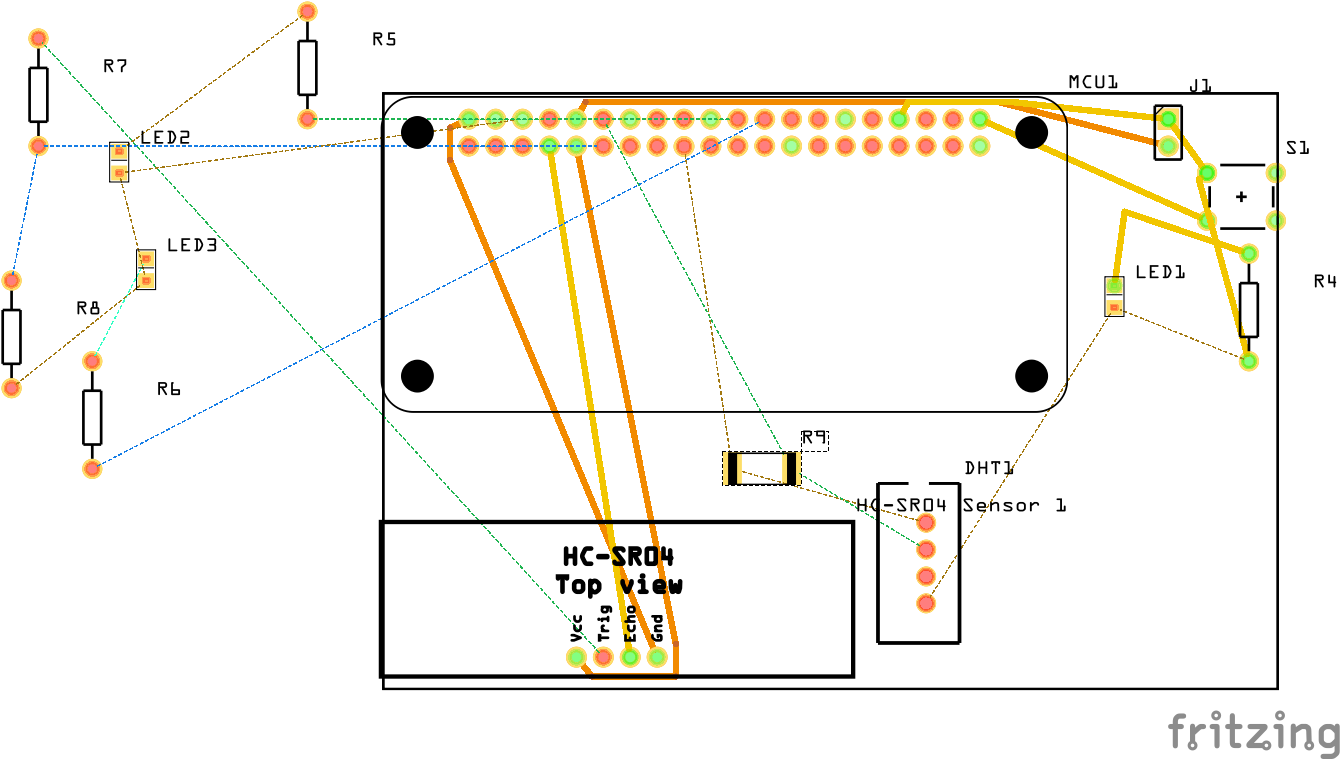 R5
R7
MCU1
J1
LED2
S1
LED3
LED1
R4
R8
R6
R9
DHT1
HC-SR04 Sensor 1
HC-SR04
Top view
Vcc
Trig
Echo
Gnd
fritzing